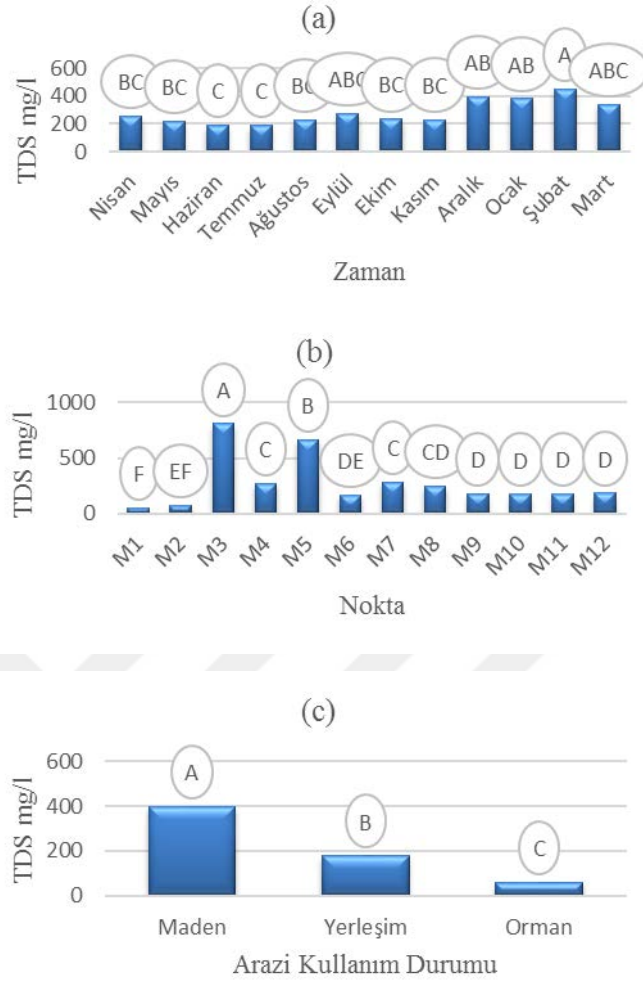 (a)
TDS mg/l
600
400
200
0
BC BC C C BC ABC BC BC AB AB A ABC
Nisan Mayıs Haziran Temmuz Ağustos Eylül Ekim Kasım Aralık Ocak Şubat Mart
Zaman
(b)
TDS mg/l
1000
500
0
F EF A C B DE C CD D D D D
M1 M2 M3 M4 M5 M6 M7 M8 M9 M10 M11 M12
Nokta
(c)
TDS mg/l
600
400
200
0
A B C
Maden Yerleşim Orman
Arazi Kullanım Durumu